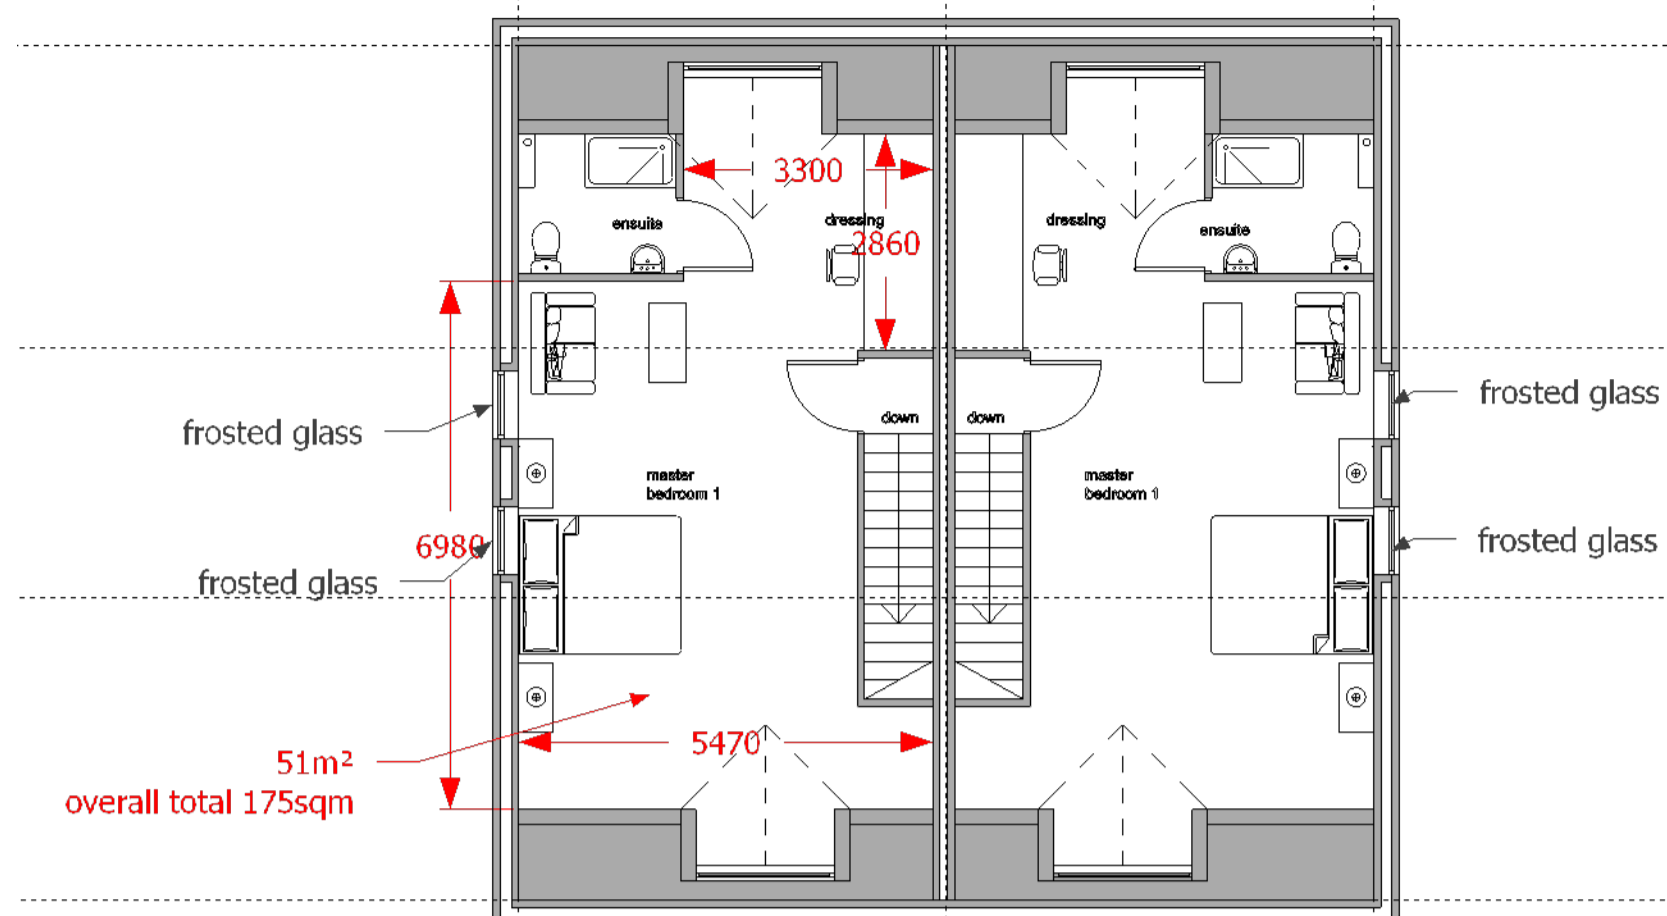 3300
dressing
dressing
ensuite
ensuite
2860
frosted glass
frosted glass
down
down
master
bedroom 1
master
bedroom 1
6980
frosted glass
frosted glass
5470
51m²
overall total 175sqm